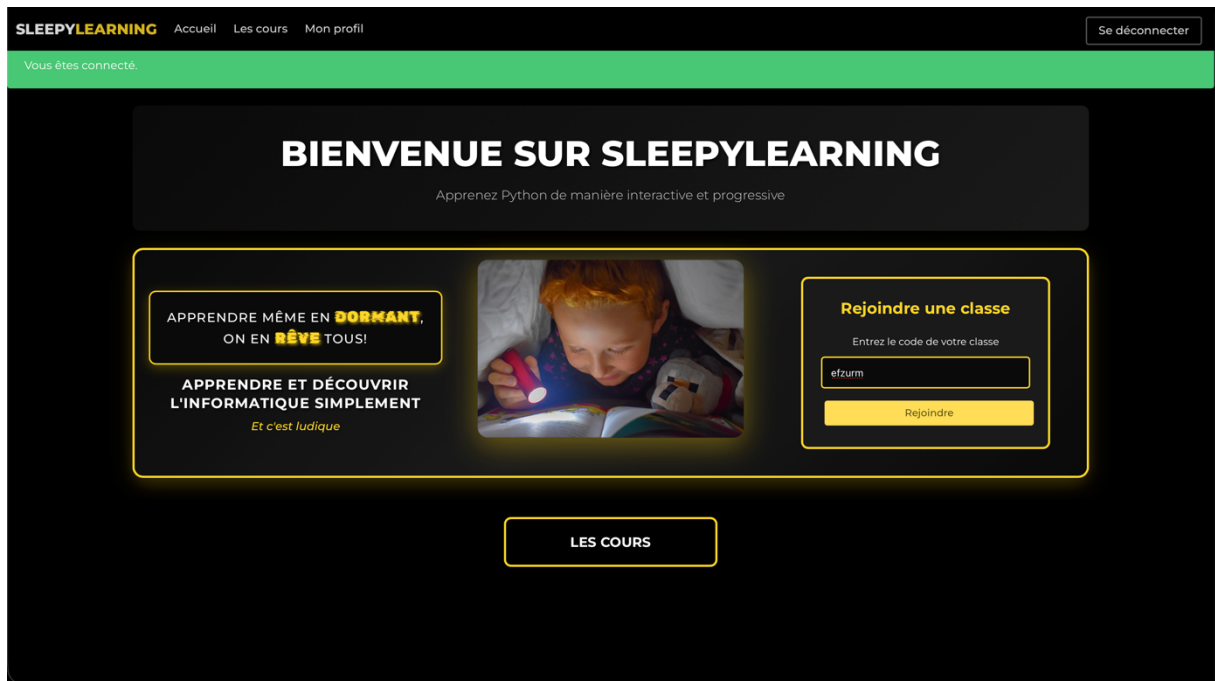 SLEEPYLEARNING Accueil Les cours Mon profil Se déconnecter
Vous êtes connecté.
BIENVENUE SUR SLEEPYLEARNING
Apprenez Python de manière interactive et progressive
APPRENDRE MÊME EN DORMANT,
ON EN RÊVE TOUS!
APPRENDRE ET DÉCOUVRIR
L'INFORMATIQUE SIMPLEMENT
Et c'est ludique
Rejoindre une classe
Entrez le code de votre classe
efzurm
Rejoindre
LES COURS